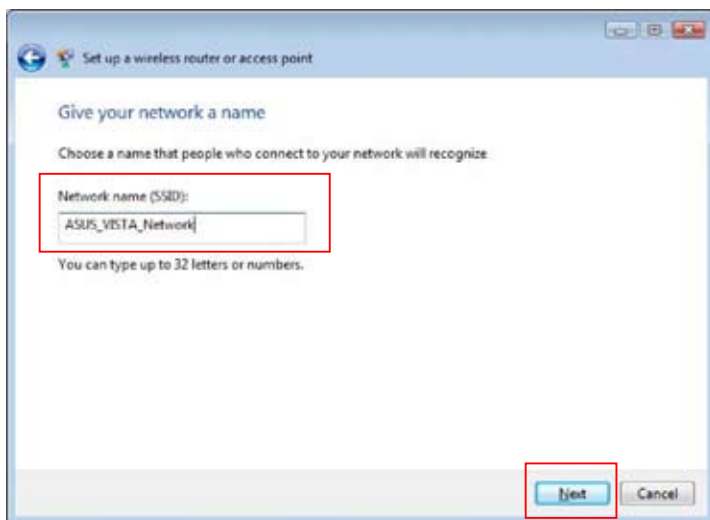 Set up a wireless router or access point
Give your network a name
Choose a name that people who connect to your network will recognize
Network name (SSID):
ASUS_VISTA_Network
You can type up to 32 letters or numbers.
Next Cancel